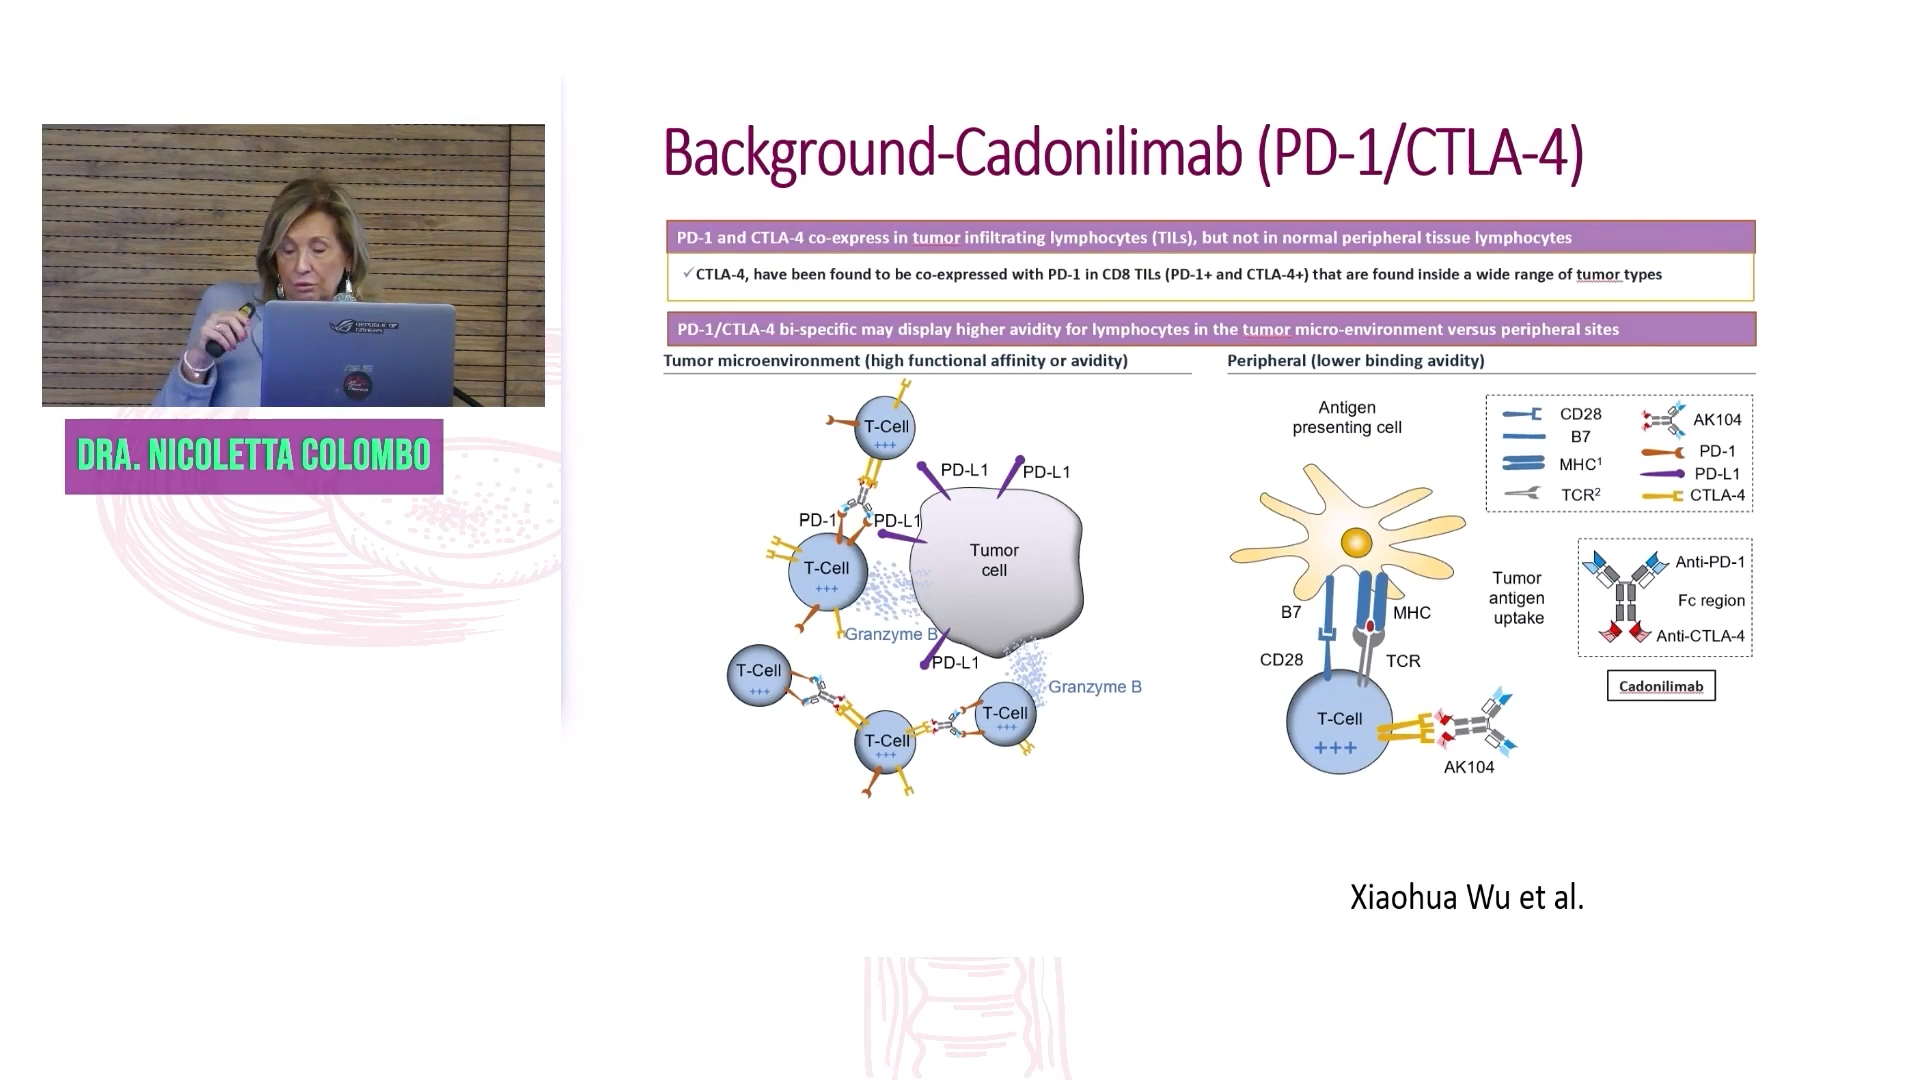 Background-Cadonilimab (PD-1/CTLA-4)
PD-1 and CTLA-4 co-express in tumor infiltrating lymphocytes (TILs), but not in normal peripheral tissue lymphocytes
✓CTLA-4, have been found to be co-expressed with PD-1 in CD8 TILs (PD-1+ and CTLA-4+) that are found inside a wide range of tumor types
PD-1/CTLA-4 bi-specific may display higher avidity for lymphocytes in the tumor micro-environment versus peripheral sites
REPUBLIC OF
GAMERS
ASUS
DRA. NICOLETTA COLOMBO
Tumor microenvironment (high functional affinity or avidity)
T-Cell
+++
PD-L1
PD-L1
PD-1
PD-L1
T-Cell
+++
Tumor
cell
Granzyme B
PD-L1
T-Cell
+++
Granzyme B
T-Cell
+++
T-Cell
+++
Peripheral (lower binding avidity)
Antigen
presenting cell
CD28
B7
MHC¹
TCR²
AK104
PD-1
PD-L1
CTLA-4
B7
MHC
Tumor
antigen
uptake
CD28
TCR
T-Cell
+++
AK104
Anti-PD-1
Fc region
Anti-CTLA-4
Cadonilimab
Xiaohua Wu et al.